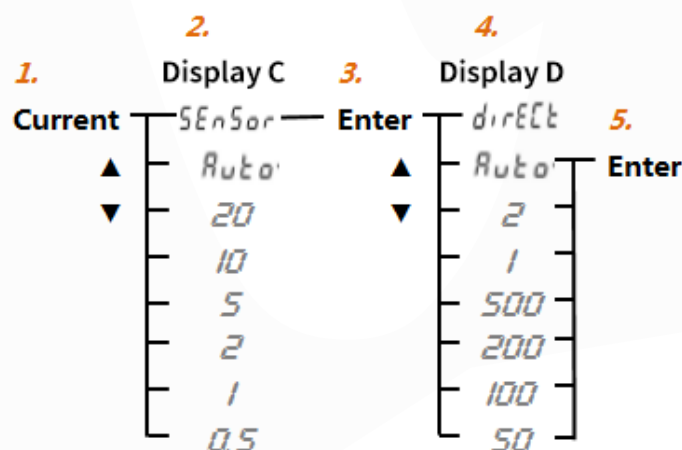 2. 4.
1. Display C 3. Display D
Current SEnSor Enter dirECt 5.
▲ Auto ▲ Auto Enter
▼ 20 ▼ 2
10 1
5 500
2 200
1 100
0.5 50